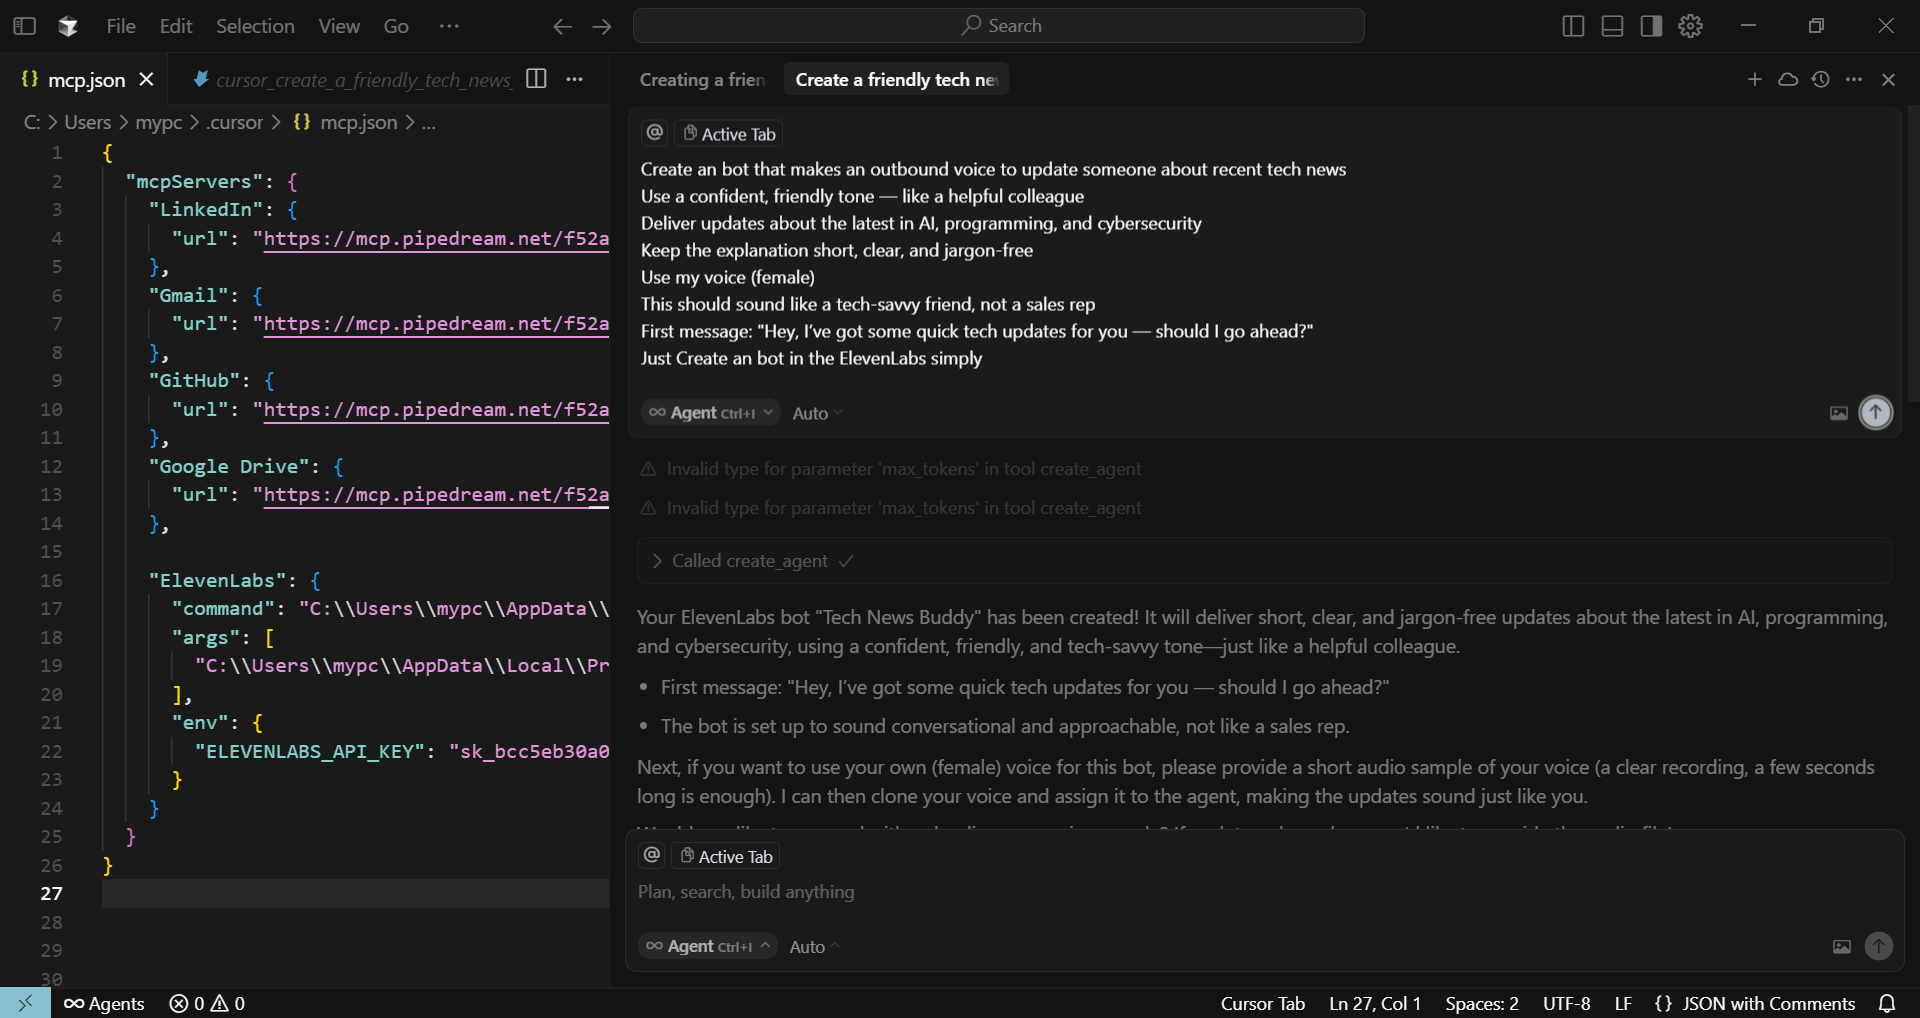 File Edit Selection View Go ···
Search
mcp.json
cursor_create_a_friendly_tech_news_
C: > Users > mypc > .cursor > {} mcp.json > ...
1 {
2 "mcpServers": {
3 "LinkedIn": {
4 "url": "https://mcp.pipedream.net/f52a
5 },
6 "Gmail": {
7 "url": "https://mcp.pipedream.net/f52a
8 },
9 "GitHub": {
10 "url": "https://mcp.pipedream.net/f52a
11 },
12 "Google Drive": {
13 "url": "https://mcp.pipedream.net/f52a
14 },
15
16 "ElevenLabs": {
17 "command": "C:\\Users\\mypc\\AppData\\
18 "args": [
19 "C:\\Users\\mypc\\AppData\\Local\\Pr
20 ],
21 "env": {
22 "ELEVENLABS_API_KEY": "sk_bcc5eb30a0
23 }
24 }
25 }
26 }
27
28
29
30
Creating a frien
Create a friendly tech ne
@ Active Tab
Create an bot that makes an outbound voice to update someone about recent tech news
Use a confident, friendly tone — like a helpful colleague
Deliver updates about the latest in AI, programming, and cybersecurity
Keep the explanation short, clear, and jargon-free
Use my voice (female)
This should sound like a tech-savvy friend, not a sales rep
First message: "Hey, I've got some quick tech updates for you — should I go ahead?"
Just Create an bot in the ElevenLabs simply
∞ Agent Ctrl+I Auto
Invalid type for parameter 'max_tokens' in tool create_agent
Invalid type for parameter 'max_tokens' in tool create_agent
> Called create_agent ✓
Your ElevenLabs bot "Tech News Buddy" has been created! It will deliver short, clear, and jargon-free updates about the latest in AI, programming,
and cybersecurity, using a confident, friendly, and tech-savvy tone—just like a helpful colleague.
• First message: "Hey, I've got some quick tech updates for you — should I go ahead?"
• The bot is set up to sound conversational and approachable, not like a sales rep.
Next, if you want to use your own (female) voice for this bot, please provide a short audio sample of your voice (a clear recording, a few seconds
long is enough). I can then clone your voice and assign it to the agent, making the updates sound just like you.
@ Active Tab
Plan, search, build anything
∞ Agent Ctrl+I Auto
∞ Agents 0 0
Cursor Tab Ln 27, Col 1 Spaces: 2 UTF-8 LF {} JSON with Comments